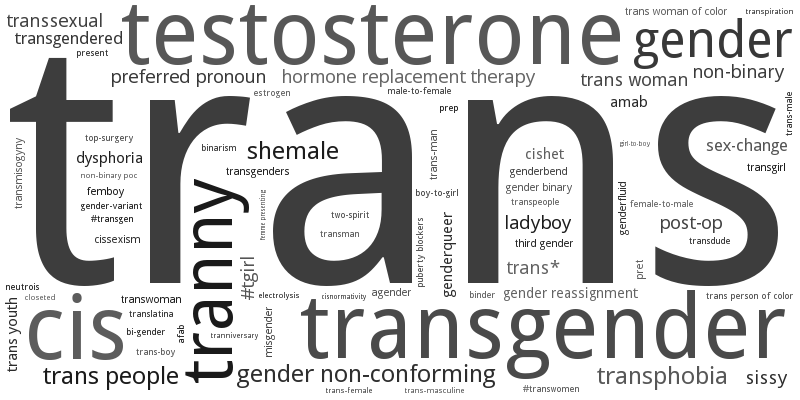 transsexual
testosterone
trans woman of color
transpiration
transgendered
gender
present
preferred pronoun
hormone replacement therapy
trans woman
non-binary
estrogen
male-to-female
amab
prep
trans-male
trans
top-surgery
binarism
shemale
trans-man
cishet
girl-to-boy
sex-change
transmisogyny
dysphoria
non-binary poc
transgenders
genderbend
transgirl
femboy
gender binary
boy-to-girl
gender-variant
transpeople
genderfluid
female-to-male
#transgen
femme presenting
two-spirit
ladyboy
post-op
cissexism
transman
puberty blockers
genderqueer
third gender
transdude
tranny
#tgirl
trans*
pret
neutrois
closeted
transwoman
electrolysis
cisnormativity
agender
binder
gender reassignment
trans person of color
trans youth
cis
translatina
bi-gender
afab
tranniversary
misgender
transgender
trans-boy
trans people
gender non-conforming
transphobia
sissy
trans-female
trans-masculine
#transwomen